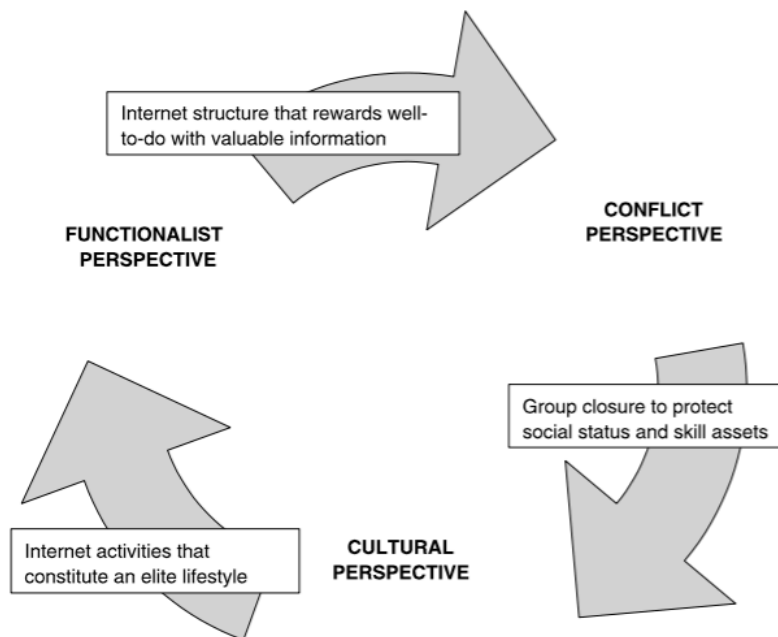 Internet structure that rewards well-
to-do with valuable information
FUNCTIONALIST
PERSPECTIVE
CONFLICT
PERSPECTIVE
Group closure to protect
social status and skill assets
Internet activities that
constitute an elite lifestyle
CULTURAL
PERSPECTIVE